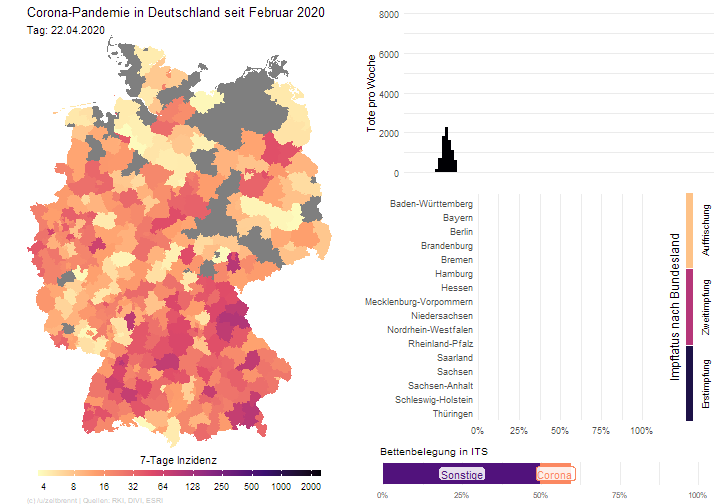 Corona-Pandemie in Deutschland seit Februar 2020
Tag: 22.04.2020
7-Tage Inzidenz
4 8 16 32 64 128 250 500 1000 2000
(c) /u/zeitbremt | Quellen: RKI, DIVI, ESRI
Tote pro Woche
8000
6000
4000
2000
0
Baden-Württemberg
Bayern
Berlin
Brandenburg
Bremen
Hamburg
Hessen
Mecklenburg-Vorpommern
Niedersachsen
Nordrhein-Westfalen
Rheinland-Pfalz
Saarland
Sachsen
Sachsen-Anhalt
Schleswig-Holstein
Thüringen
0% 25% 50% 75% 100%
Impfstatus nach Bundesland
Auffrischung
Zweitimpfung
Erstimpfung
Bettenbelegung in ITS
Sonstige Corona
0% 25% 50% 75% 100%